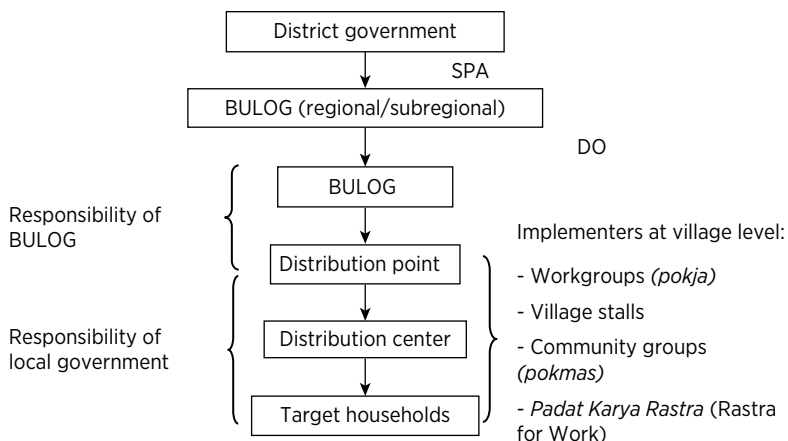 District government
SPA
BULOG (regional/subregional)
DO
BULOG
Responsibility of
BULOG
Distribution point
Responsibility of
local government
Distribution center
Target households
Implementers at village level:
- Workgroups (pokja)
- Village stalls
- Community groups
(pokmas)
- Padat Karya Rastra (Rastra
for Work)